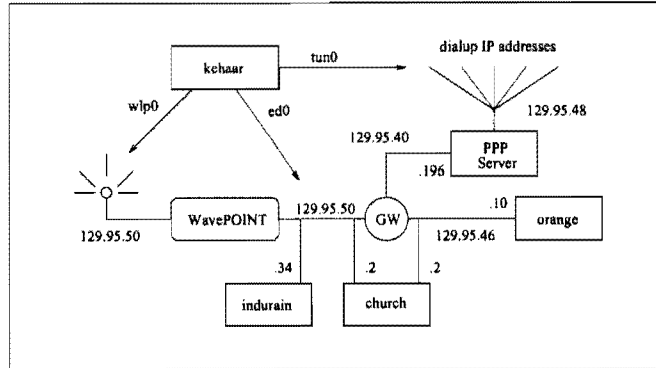 dialup IP addresses
kehaar
tun0
wlp0
ed0
129.95.48
129.95.40
PPP
Server
.196
129.95.50
WavePOINT
129.95.50
GW
.10
orange
129.95.46
.34
.2
.2
indurain
church